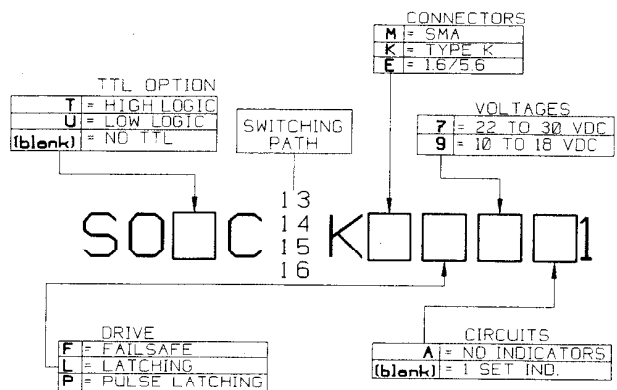 CONNECTORS
M = SMA
K = TYPE K
E = 1.6/5.6
TTL OPTION
T = HIGH LOGIC
U = LOW LOGIC
(blank) = NO TTL
SWITCHING
PATH
VOLTAGES
7 = 22 TO 30 VDC
9 = 10 TO 18 VDC
13
14
15
16
SO C K 1
DRIVE
F = FAILSAFE
L = LATCHING
P = PULSE LATCHING
CIRCUITS
A = NO INDICATORS
(blank) = 1 SET IND.